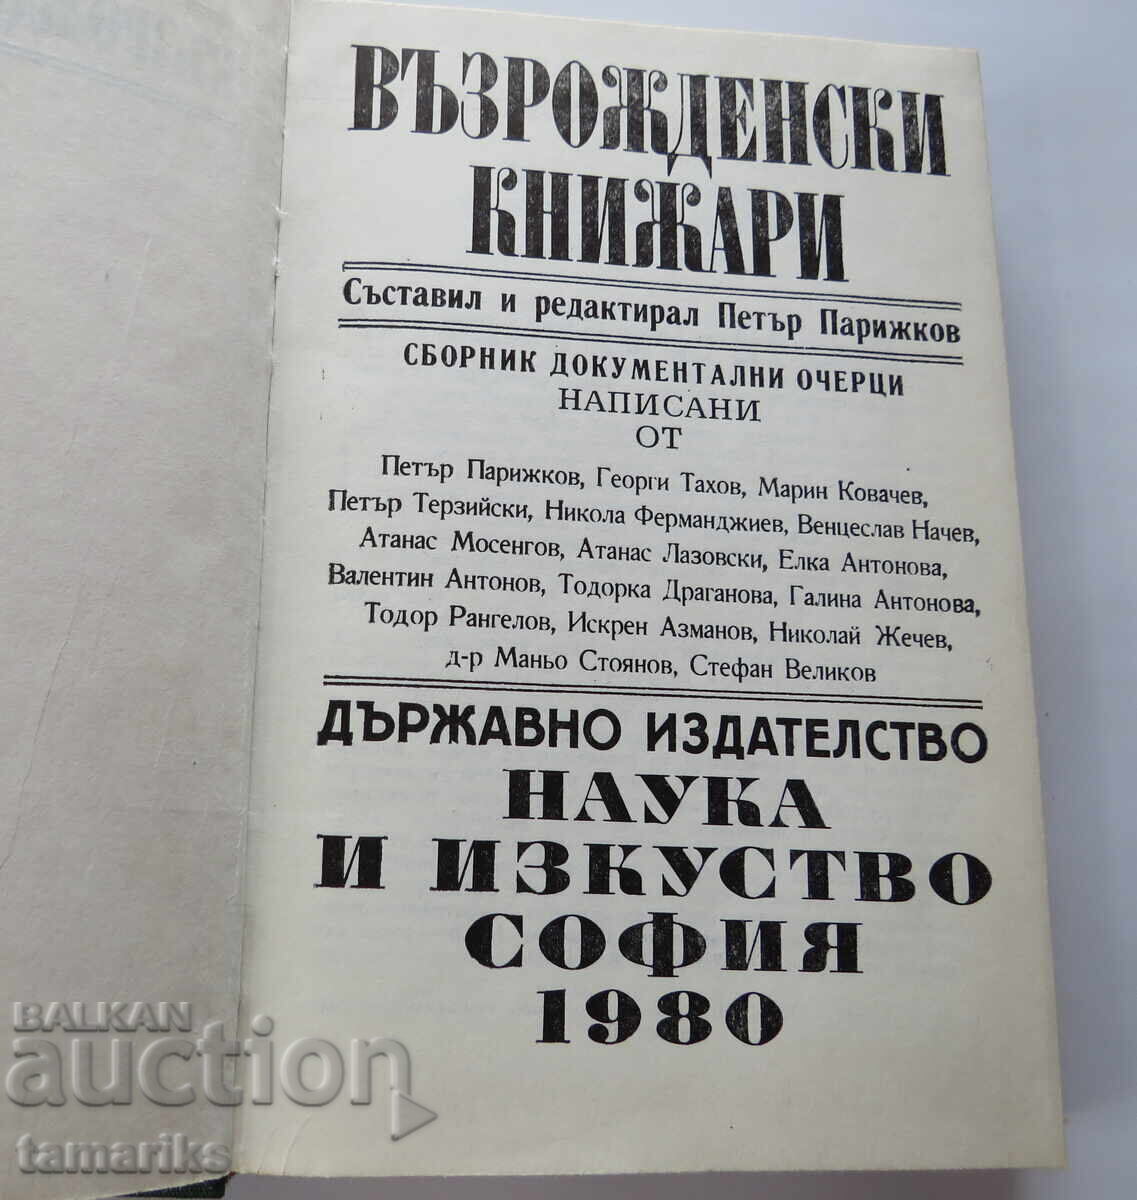 ВЪЗРОЖДЕНСКИ
КНИЖАРИ
Съставил и редактирал Петър Парижков
СБОРНИК ДОКУМЕНТАЛНИ ОЧЕРЦИ
НАПИСАНИ
ОТ
Петър Парижков, Георги Тахов, Марин Ковачев,
Петър Терзийски, Никола Ферманджиев, Венцеслав Начев,
Атанас Мосенгов, Атанас Лазовски, Елка Антонова,
Валентин Антонов, Тодорка Драганова, Галина Антонова,
Тодор Рангелов, Искрен Азманов, Николай Жечев,
д-р Маньо Стоянов, Стефан Великов
ДЪРЖАВНО ИЗДАТЕЛСТВО
НАУКА
И ИЗКУСТВО
СОФИЯ
1980
BALKAN
auction
tamariks